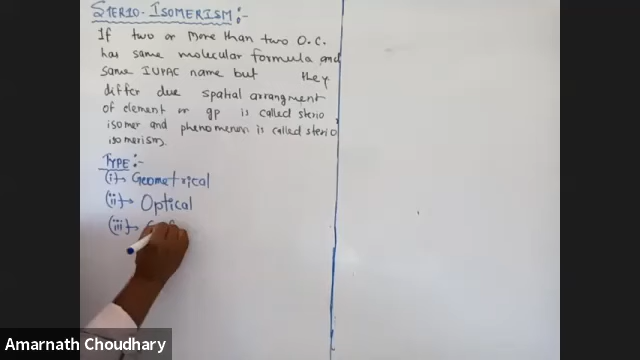 STERIO-ISOMERISM:-
If two or more than two O.C.
has same molecular formula and
same IUPAC name but they
differ due spatial arrangment
of element or gp is called sterio
isomer and phenomenon is called sterio
isomerism.
TYPE:-
(i)→ Geometrical
(ii)→ Optical
(iii)→
Amarnath Choudhary